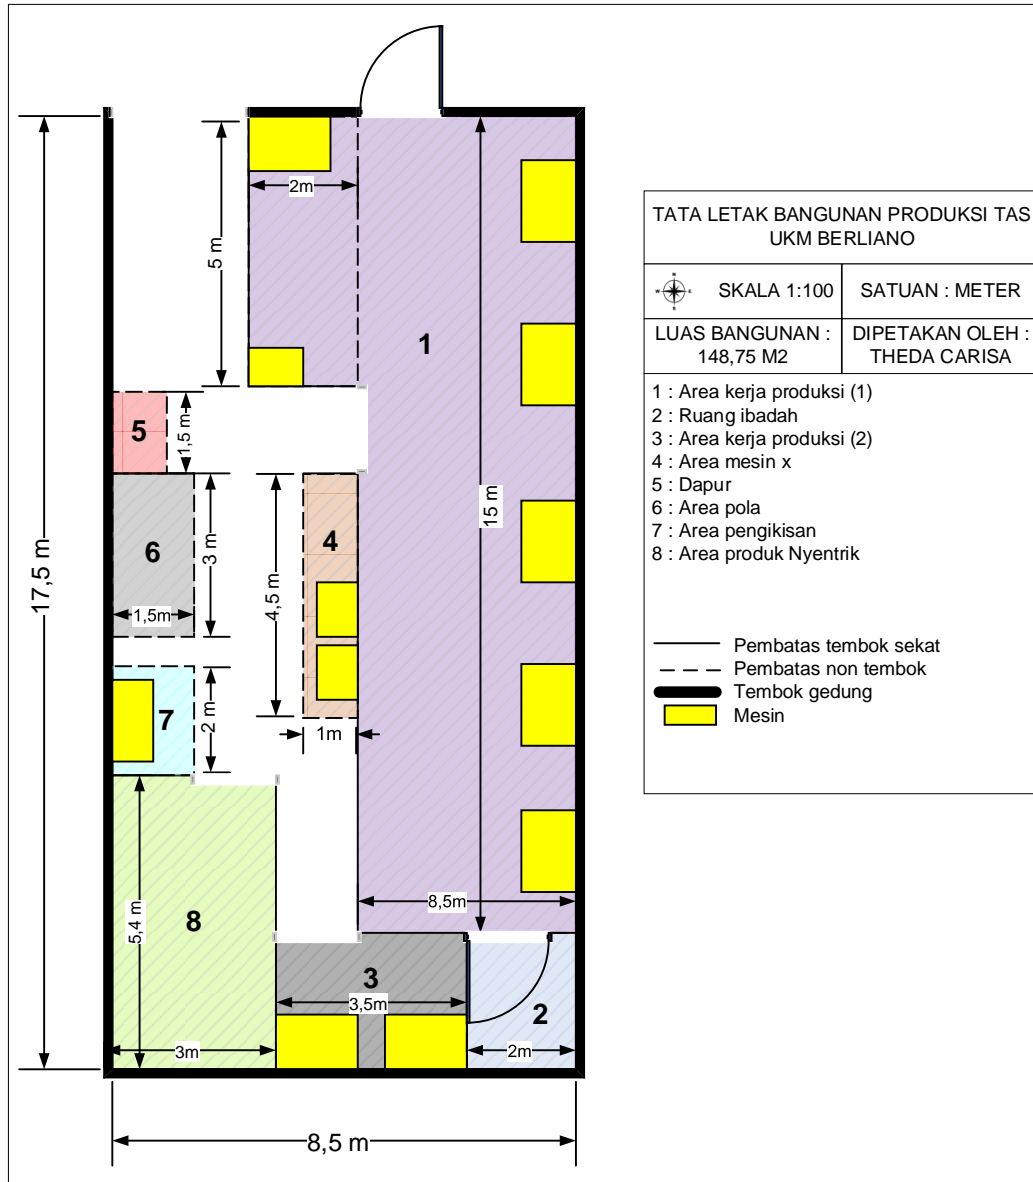 2m
5 m
1
5
1,5 m
15 m
4
6
3 m
1,5m
4,5 m
17,5 m
7
2 m
1m
8,5m
8
5,4 m
3
3,5m
2
3m
2m
8,5 m
TATA LETAK BANGUNAN PRODUKSI TAS
UKM BERLIANO
N
W E
S
SKALA 1:100
SATUAN : METER
LUAS BANGUNAN :
148,75 M2
DIPETAKAN OLEH :
THEDA CARISA
1 : Area kerja produksi (1)
2 : Ruang ibadah
3 : Area kerja produksi (2)
4 : Area mesin x
5 : Dapur
6 : Area pola
7 : Area pengikisan
8 : Area produk Nyentrik
Pembatas tembok sekat
Pembatas non tembok
Tembok gedung
Mesin